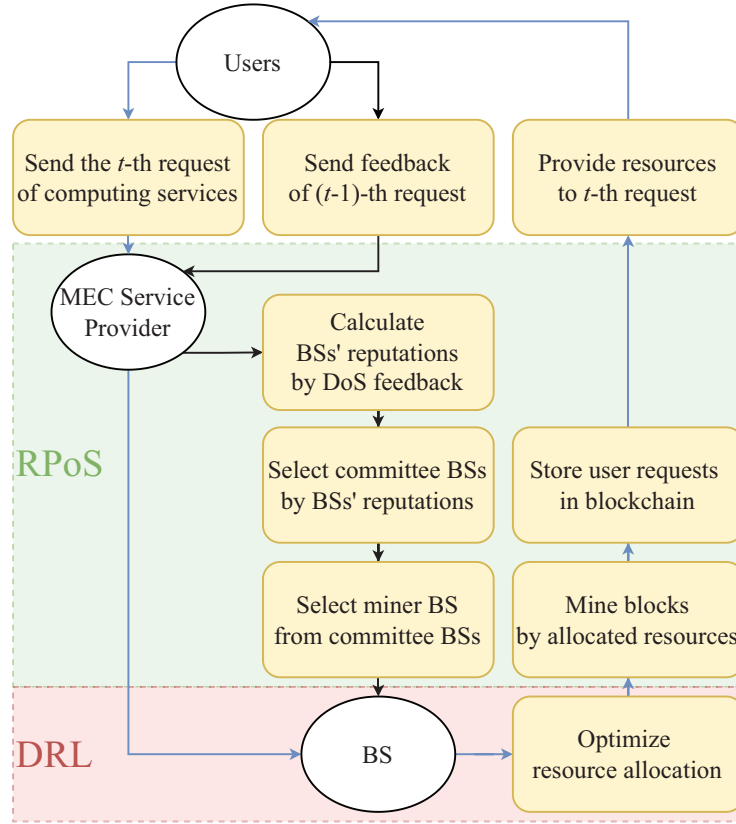 Users
Send the t-th request
of computing services
Send feedback
of (t-1)-th request
Provide resources
to t-th request
MEC Service
Provider
Calculate
BSs' reputations
by DoS feedback
RPoS
Select committee BSs
by BSs' reputations
Store user requests
in blockchain
Select miner BS
from committee BSs
Mine blocks
by allocated resources
DRL
BS
Optimize
resource allocation